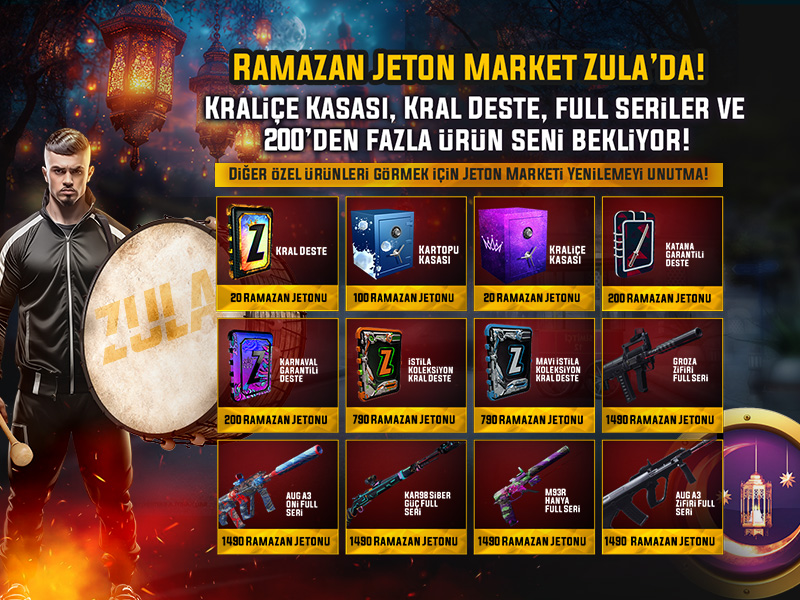 RAMAZAN JETON MARKET ZULA'DA!
KRALİÇE KASASI, KRAL DESTE, FULL SERİLER VE
200'DEN FAZLA ÜRÜN SENİ BEKLİYOR!
DİĞER ÖZEL ÜRÜNLERİ GÖRMEK İÇİN JETON MARKETİ YENİLEMEYİ UNUTMA!
ZULA
Z
KRAL DESTE
20 RAMAZAN JETONU
KARTOPU
KASASI
100 RAMAZAN JETONU
KRALİÇE
KASASI
20 RAMAZAN JETONU
KATANA
GARANTİLİ
DESTE
200 RAMAZAN JETONU
Z
KARNAVAL
GARANTİLİ
DESTE
200 RAMAZAN JETONU
Z
İSTİLA
KOLEKSİYON
KRAL DESTE
790 RAMAZAN JETONU
Z
MAVİ İSTİLA
KOLEKSİYON
KRAL DESTE
790 RAMAZAN JETONU
GROZA
ZİFİRİ
FULL SERİ
1490 RAMAZAN JETONU
AUG A3
ONI FULL
SERİ
1490 RAMAZAN JETONU
KAR98 SİBER
GÜÇ FULL
SERİ
1490 RAMAZAN JETONU
M93R
HANYA
FULL SERİ
1490 RAMAZAN JETONU
AUG A3
ZİFİRİ FULL
SERİ
1490 RAMAZAN JETONU